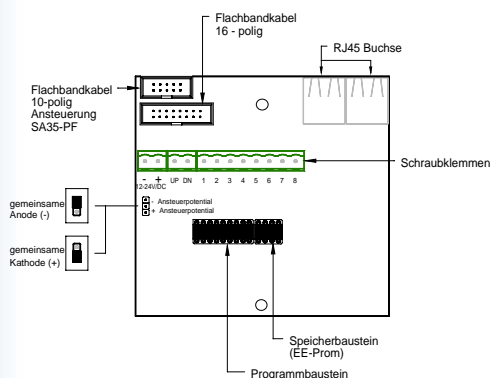 Flachbandkabel
16 - polig
RJ45 Buchse
Flachbandkabel
10-polig
Ansteuerung
SA35-PF
Schraubklemmen
- + UP DN 1 2 3 4 5 6 7 8
12-24V/DC
gemeinsame
Anode (-)
- Ansteuerpotential
+ Ansteuerpotential
gemeinsame
Kathode (+)
Speicherbaustein
(EE-Prom)
Programmbaustein